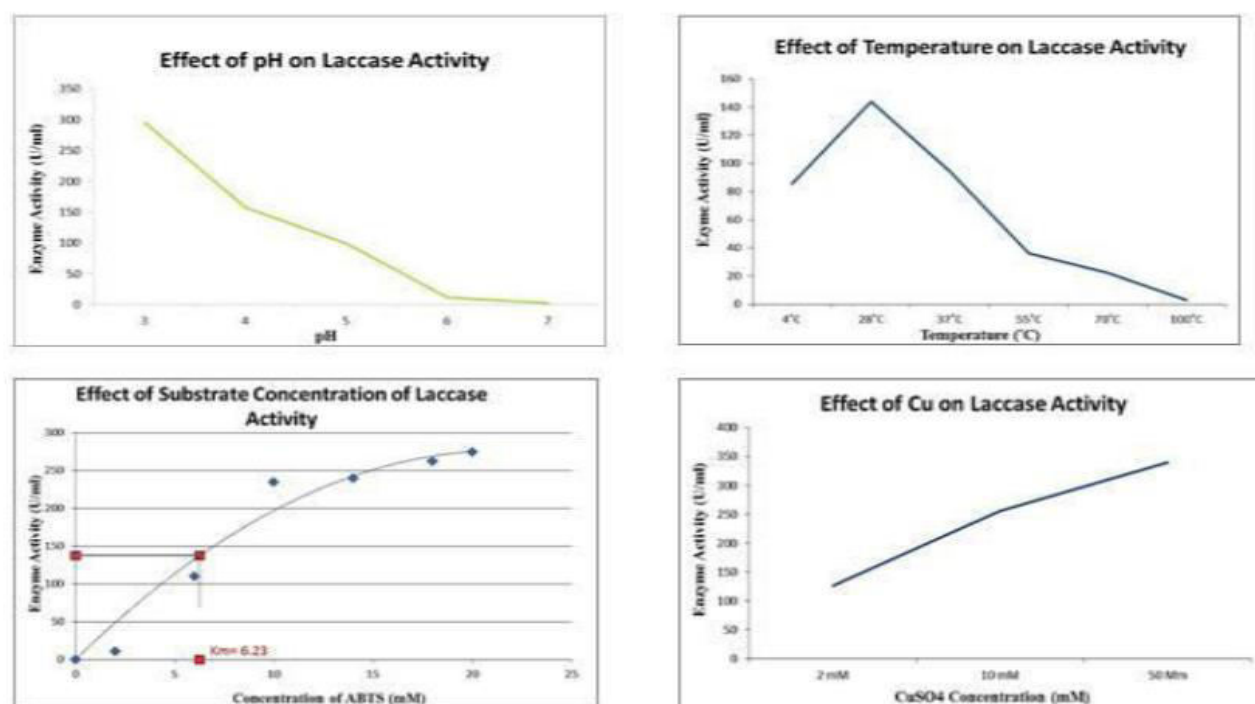 Effect of pH on Laccase Activity
Enzyme Activity (U/ml)
350
300
250
200
150
100
50
0
3 4 5 6 7
pH
Effect of Temperature on Laccase Activity
Ezyme Activity (U/ml)
160
140
120
100
80
60
40
20
0
4°C 28°C 37°C 55°C 70°C 100°C
Temperature (°C)
Effect of Substrate Concentration of Laccase
Activity
Enzyme Activity (U/ml)
300
250
200
150
100
50
0
Km= 6.23
0 5 10 15 20 25
Concentration of ABTS (mM)
Effect of Cu on Laccase Activity
Enzyme Activity (U/ml)
400
350
300
250
200
150
100
50
0
2 mM 10 mM 50 Mm
CuSO4 Concentration (mM)